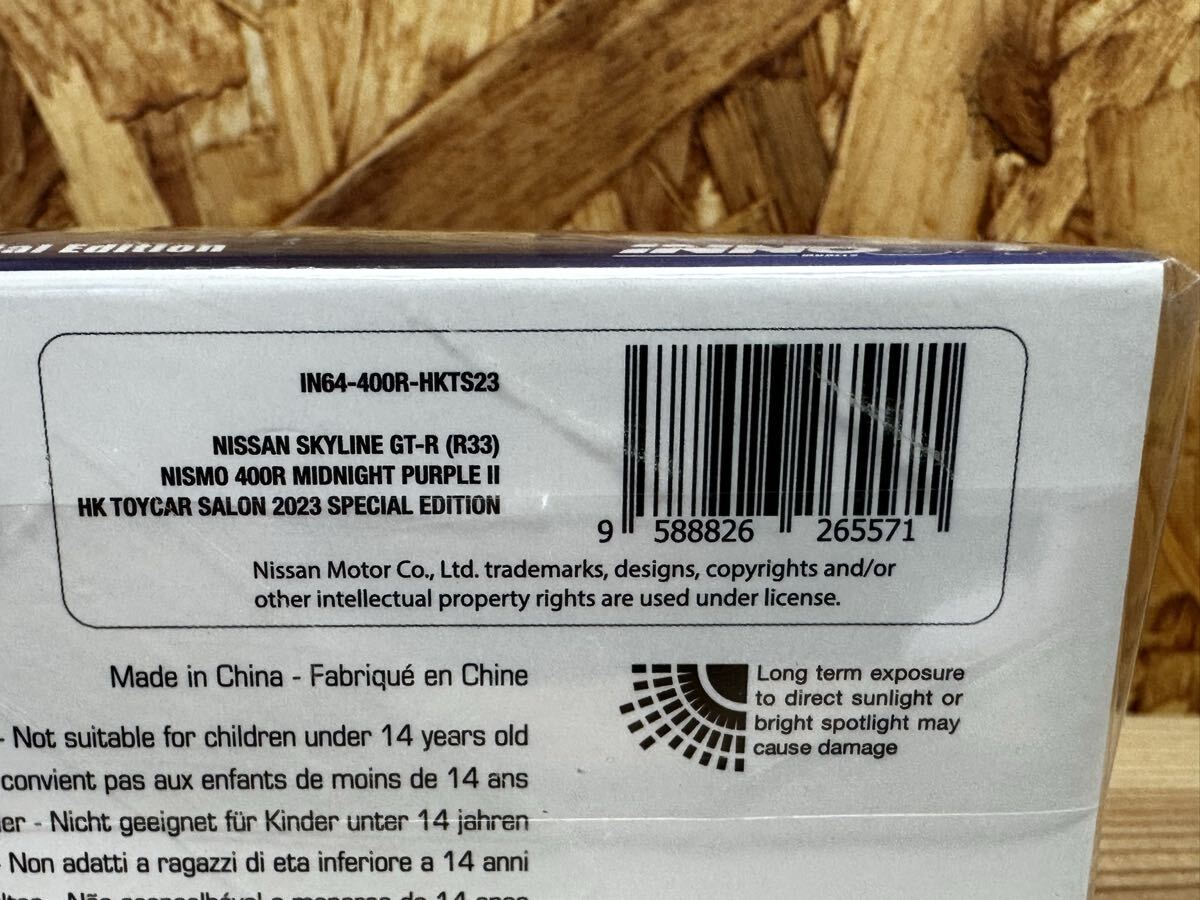 Edition
INNO
IN64-400R-HKTS23
NISSAN SKYLINE GT-R (R33)
NISMO 400R MIDNIGHT PURPLE II
HK TOYCAR SALON 2023 SPECIAL EDITION
9 588826 265571
Nissan Motor Co., Ltd. trademarks, designs, copyrights and/or
other intellectual property rights are used under license.
Made in China - Fabriqué en Chine
Long term exposure
to direct sunlight or
bright spotlight may
cause damage
- Not suitable for children under 14 years old
convient pas aux enfants de moins de 14 ans
- Nicht geeignet für Kinder unter 14 jahren
- Non adatti a ragazzi di eta inferiore a 14 anni